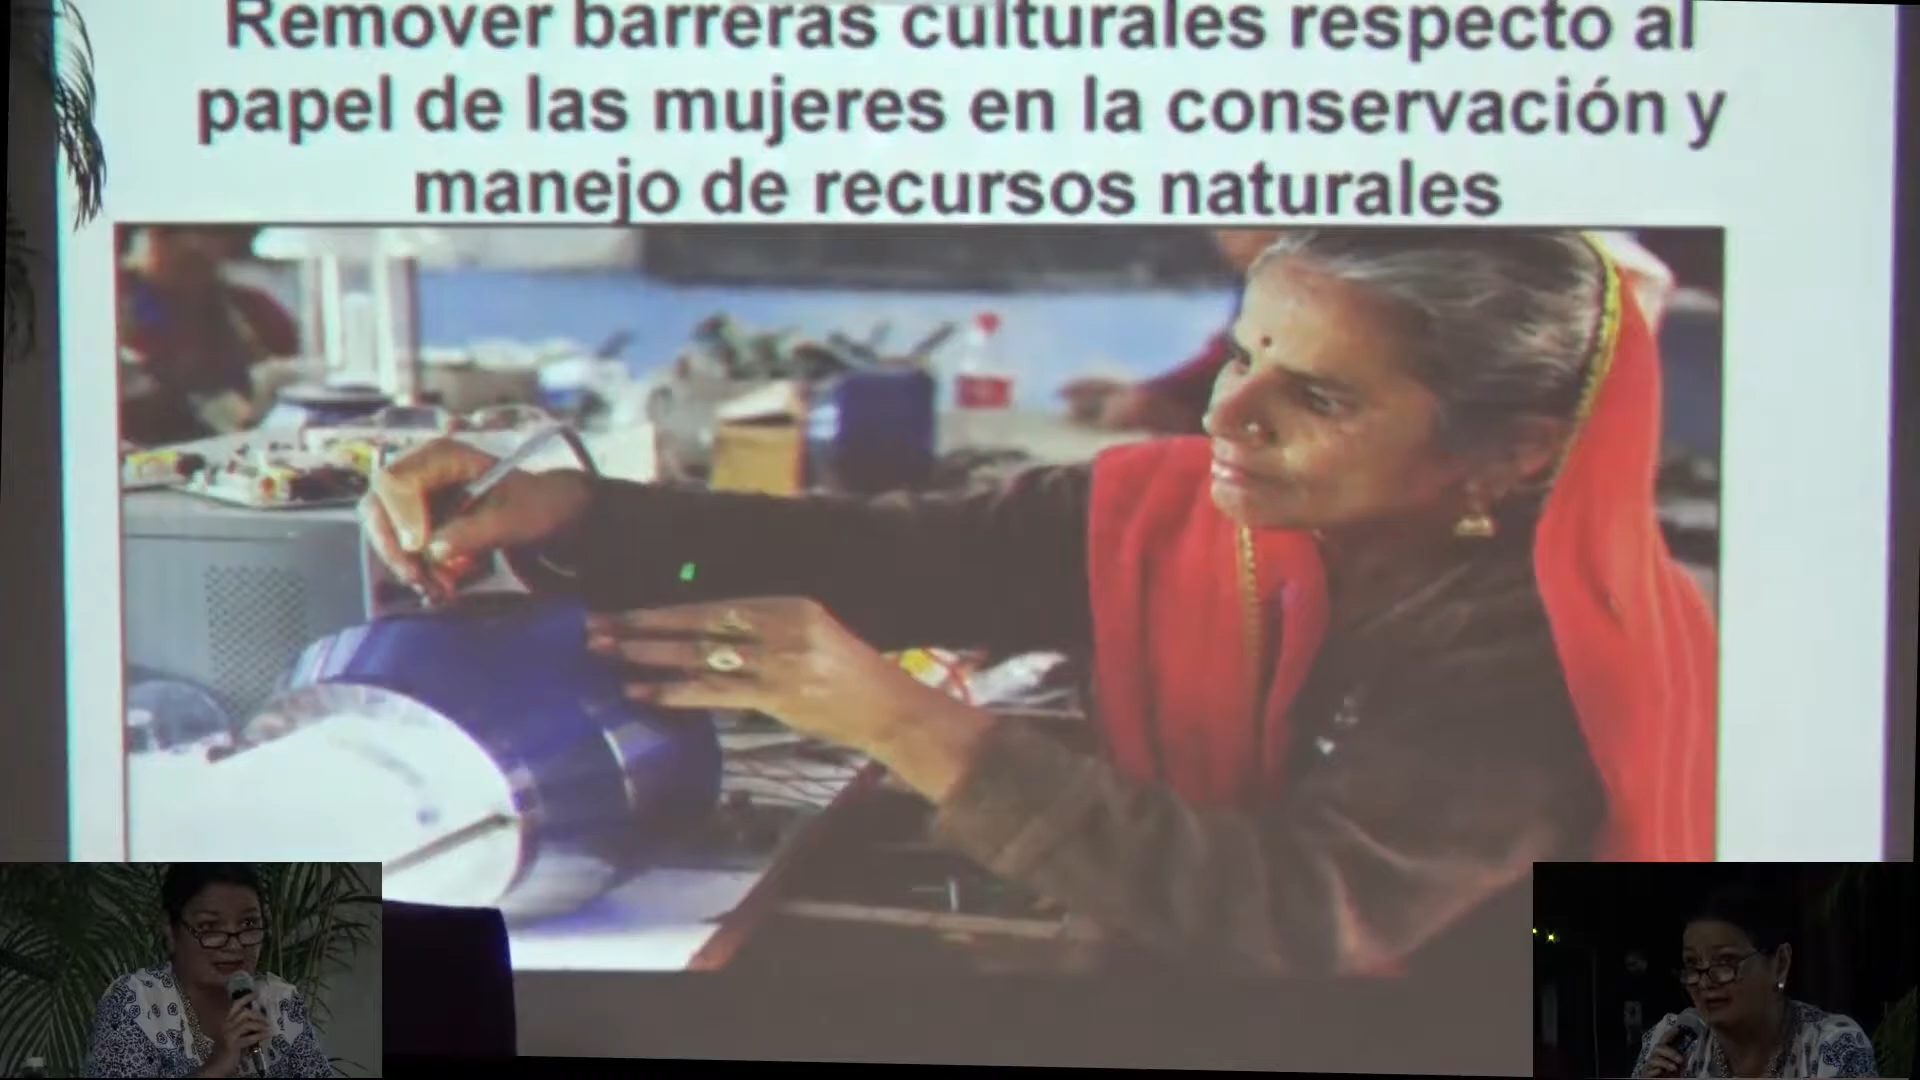 Remover barreras culturales respecto al
papel de las mujeres en la conservación y
manejo de recursos naturales